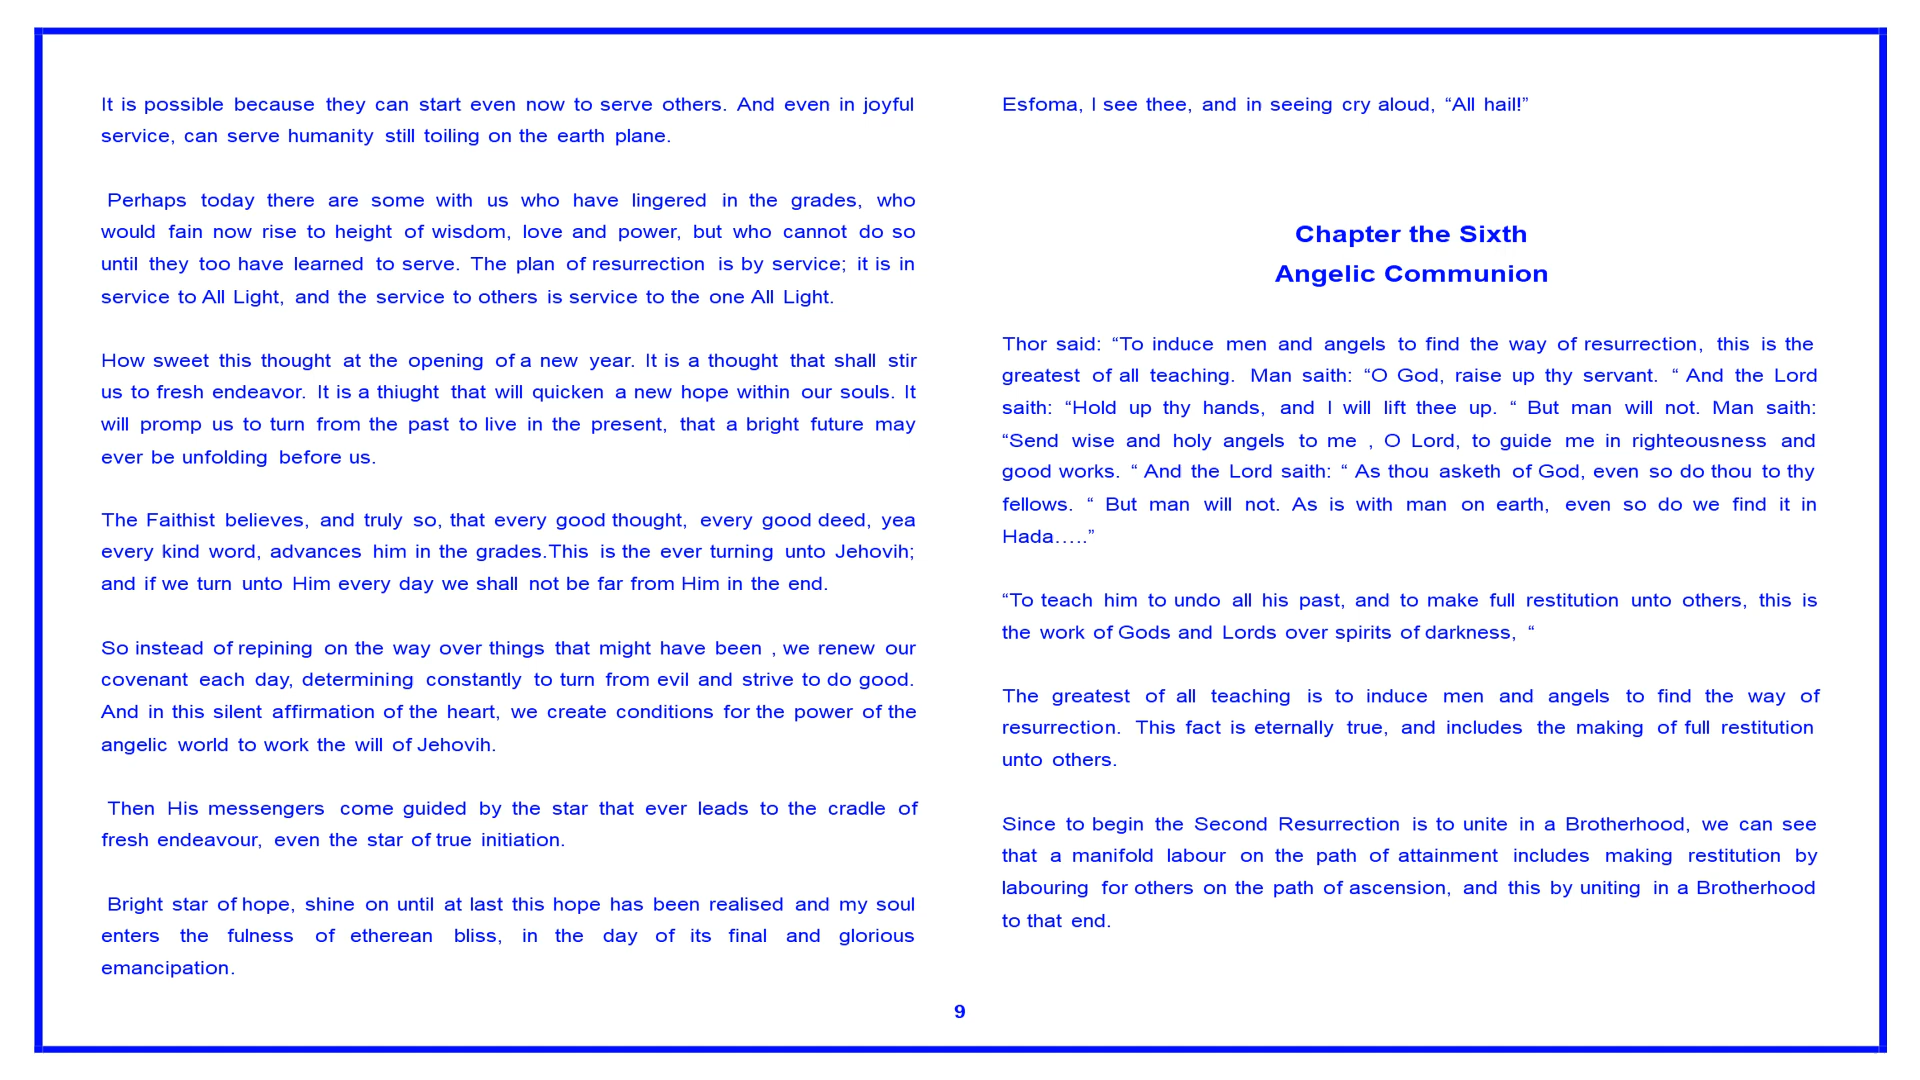 It is possible because they can start even now to serve others. And even in joyful
service, can serve humanity still toiling on the earth plane.
Perhaps today there are some with us who have lingered in the grades, who
would fain now rise to height of wisdom, love and power, but who cannot do so
until they too have learned to serve. The plan of resurrection is by service; it is in
service to All Light, and the service to others is service to the one All Light.
How sweet this thought at the opening of a new year. It is a thought that shall stir
us to fresh endeavor. It is a thiught that will quicken a new hope within our souls. It
will promp us to turn from the past to live in the present, that a bright future may
ever be unfolding before us.
The Faithist believes, and truly so, that every good thought, every good deed, yea
every kind word, advances him in the grades.This is the ever turning unto Jehovih;
and if we turn unto Him every day we shall not be far from Him in the end.
So instead of repining on the way over things that might have been , we renew our
covenant each day, determining constantly to turn from evil and strive to do good.
And in this silent affirmation of the heart, we create conditions for the power of the
angelic world to work the will of Jehovih.
Then His messengers come guided by the star that ever leads to the cradle of
fresh endeavour, even the star of true initiation.
Bright star of hope, shine on until at last this hope has been realised and my soul
enters the fulness of etherean bliss, in the day of its final and glorious
emancipation.
Esfoma, I see thee, and in seeing cry aloud, “All hail!”
Chapter the Sixth
Angelic Communion
Thor said: “To induce men and angels to find the way of resurrection, this is the
greatest of all teaching. Man saith: “O God, raise up thy servant. “ And the Lord
saith: “Hold up thy hands, and I will lift thee up. “ But man will not. Man saith:
“Send wise and holy angels to me , O Lord, to guide me in righteousness and
good works. “ And the Lord saith: “ As thou asketh of God, even so do thou to thy
fellows. “ But man will not. As is with man on earth, even so do we find it in
Hada…..”
“To teach him to undo all his past, and to make full restitution unto others, this is
the work of Gods and Lords over spirits of darkness, “
The greatest of all teaching is to induce men and angels to find the way of
resurrection. This fact is eternally true, and includes the making of full restitution
unto others.
Since to begin the Second Resurrection is to unite in a Brotherhood, we can see
that a manifold labour on the path of attainment includes making restitution by
labouring for others on the path of ascension, and this by uniting in a Brotherhood
to that end.
9